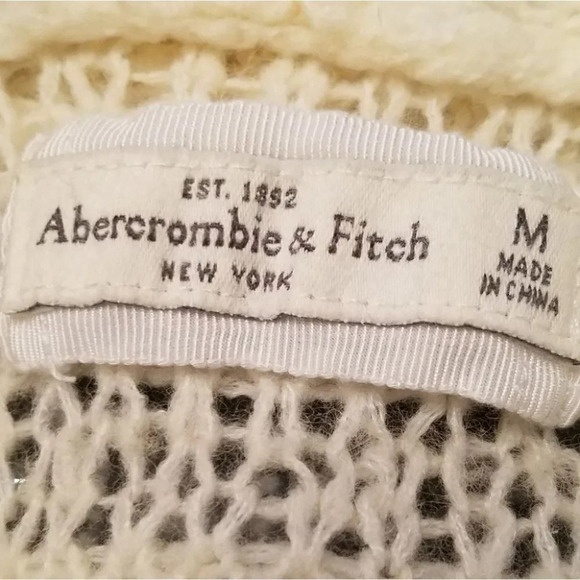 EST. 1892
Abercrombie & Fitch
NEW YORK
M
MADE
IN CHINA